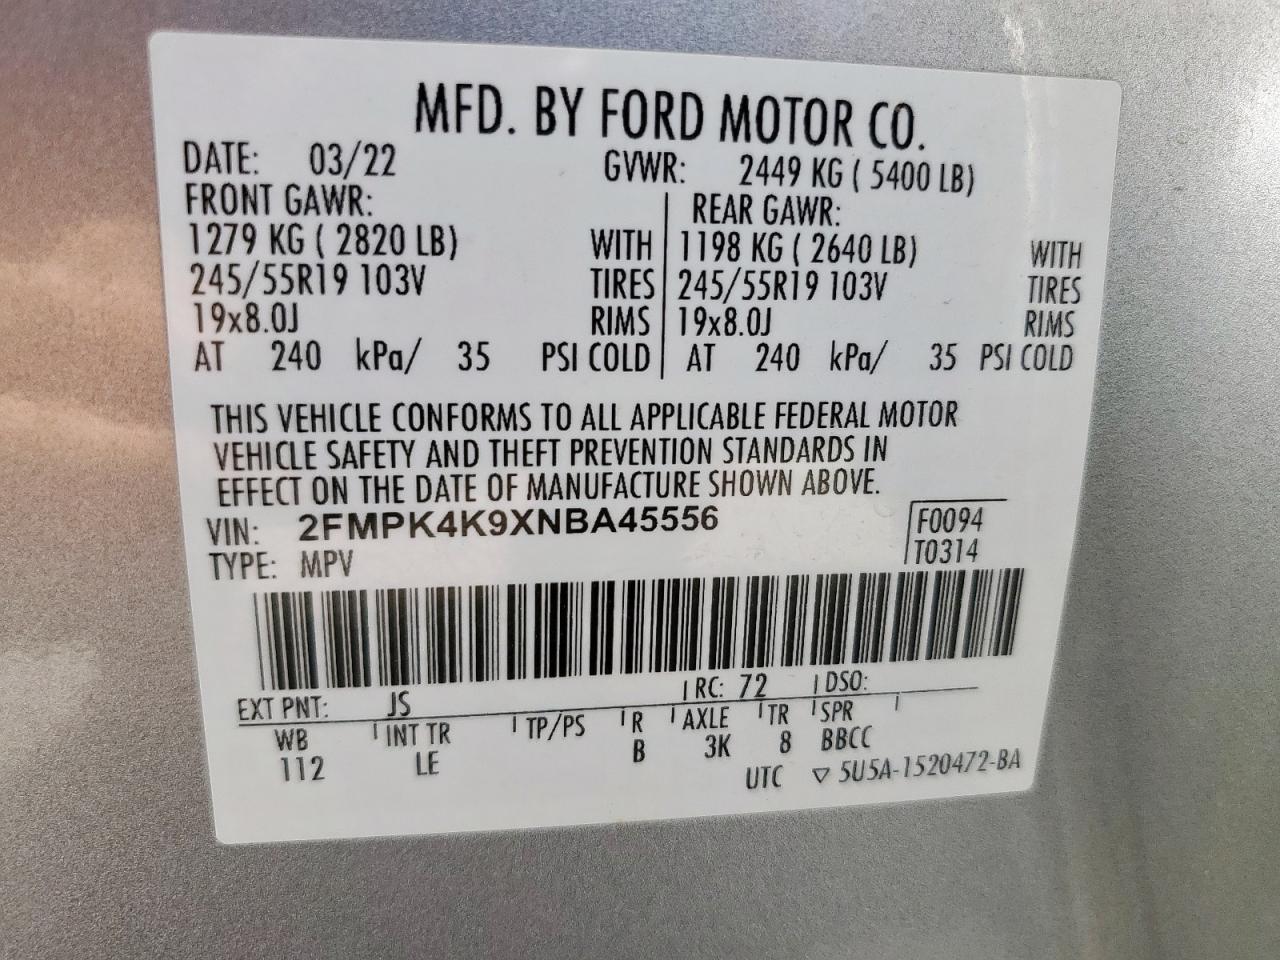 MFD. BY FORD MOTOR CO.
DATE: 03/22 GVWR: 2449 KG ( 5400 LB)
FRONT GAWR: REAR GAWR:
1279 KG ( 2820 LB) WITH 1198 KG ( 2640 LB) WITH
245/55R19 103V TIRES 245/55R19 103V TIRES
19x8.0J RIMS 19x8.0J RIMS
AT 240 kPa/ 35 PSI COLD AT 240 kPa/ 35 PSI COLD
THIS VEHICLE CONFORMS TO ALL APPLICABLE FEDERAL MOTOR
VEHICLE SAFETY AND THEFT PREVENTION STANDARDS IN
EFFECT ON THE DATE OF MANUFACTURE SHOWN ABOVE.
VIN: 2FMPK4K9XNBA45556 F0094
TYPE: MPV T0314
EXT PNT: JS RC: 72 DSO:
WB INT TR TP/PS R AXLE TR SPR
112 LE B 3K 8 BBCC
UTC ▽ 5U5A-1520472-BA